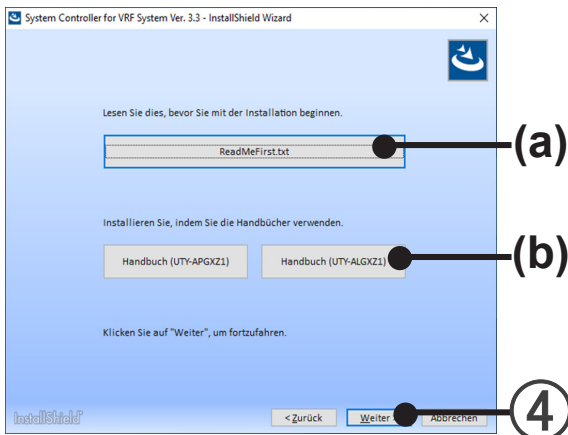 System Controller for VRF System Ver. 3.3 - InstallShield Wizard
Lesen Sie dies, bevor Sie mit der Installation beginnen.
ReadMeFirst.txt
(a)
Installieren Sie, indem Sie die Handbücher verwenden.
Handbuch (UTY-APGXZ1)
Handbuch (UTY-ALGXZ1)
(b)
Klicken Sie auf "Weiter", um fortzufahren.
InstallShield
< Zurück
Weiter
Abbrechen
4